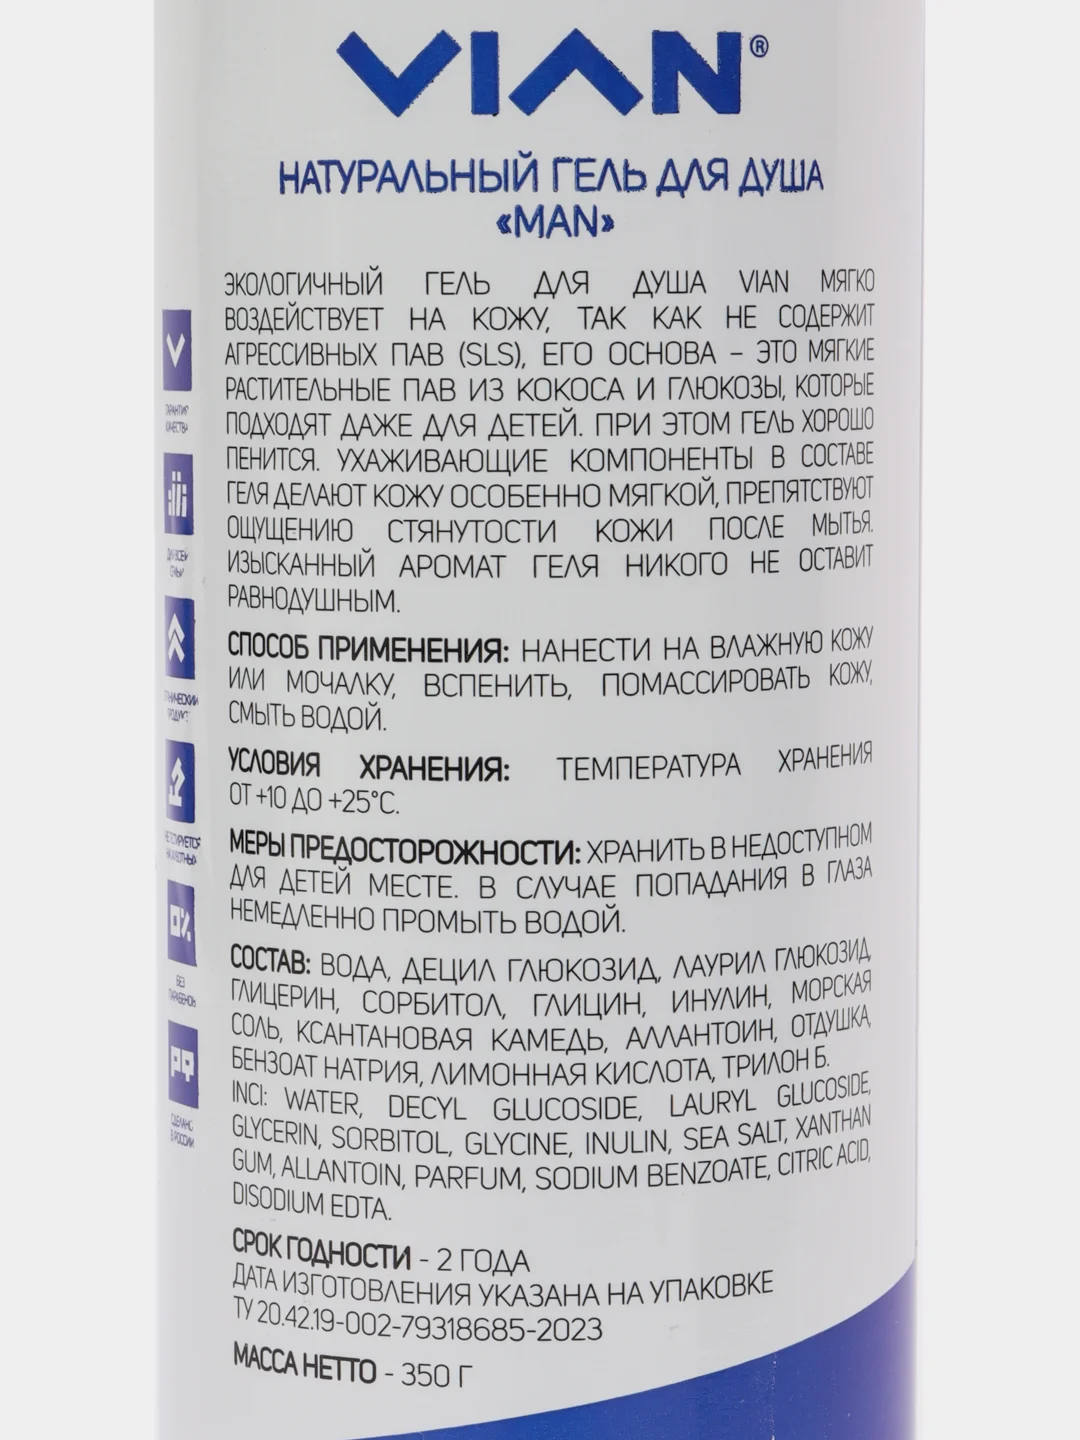 VIAN®
НАТУРАЛЬНЫЙ ГЕЛЬ ДЛЯ ДУША
«MAN»
ЭКОЛОГИЧНЫЙ ГЕЛЬ ДЛЯ ДУША VIAN МЯГКО
ВОЗДЕЙСТВУЕТ НА КОЖУ, ТАК КАК НЕ СОДЕРЖИТ
АГРЕССИВНЫХ ПАВ (SLS), ЕГО ОСНОВА – ЭТО МЯГКИЕ
РАСТИТЕЛЬНЫЕ ПАВ ИЗ КОКОСА И ГЛЮКОЗЫ, КОТОРЫЕ
ПОДХОДЯТ ДАЖЕ ДЛЯ ДЕТЕЙ. ПРИ ЭТОМ ГЕЛЬ ХОРОШО
ПЕНИТСЯ. УХАЖИВАЮЩИЕ КОМПОНЕНТЫ В СОСТАВЕ
ГЕЛЯ ДЕЛАЮТ КОЖУ ОСОБЕННО МЯГКОЙ, ПРЕПЯТСТВУЮТ
ОЩУЩЕНИЮ СТЯНУТОСТИ КОЖИ ПОСЛЕ МЫТЬЯ.
ИЗЫСКАННЫЙ АРОМАТ ГЕЛЯ НИКОГО НЕ ОСТАВИТ
РАВНОДУШНЫМ.
СПОСОБ ПРИМЕНЕНИЯ: НАНЕСТИ НА ВЛАЖНУЮ КОЖУ
ИЛИ МОЧАЛКУ, ВСПЕНИТЬ, ПОМАССИРОВАТЬ КОЖУ,
СМЫТЬ ВОДОЙ.
УСЛОВИЯ ХРАНЕНИЯ: ТЕМПЕРАТУРА ХРАНЕНИЯ
ОТ +10 ДО +25°С.
МЕРЫ ПРЕДОСТОРОЖНОСТИ: ХРАНИТЬ В НЕДОСТУПНОМ
ДЛЯ ДЕТЕЙ МЕСТЕ. В СЛУЧАЕ ПОПАДАНИЯ В ГЛАЗА
НЕМЕДЛЕННО ПРОМЫТЬ ВОДОЙ.
СОСТАВ: ВОДА, ДЕЦИЛ ГЛЮКОЗИД, ЛАУРИЛ ГЛЮКОЗИД,
ГЛИЦЕРИН, СОРБИТОЛ, ГЛИЦИН, ИНУЛИН, МОРСКАЯ
СОЛЬ, КСАНТАНОВАЯ КАМЕДЬ, АЛЛАНТОИН, ОТДУШКА,
БЕНЗОАТ НАТРИЯ, ЛИМОННАЯ КИСЛОТА, ТРИЛОН Б.
INCI: WATER, DECYL GLUCOSIDE, LAURYL GLUCOSIDE,
GLYCERIN, SORBITOL, GLYCINE, INULIN, SEA SALT, XANTHAN
GUM, ALLANTOIN, PARFUM, SODIUM BENZOATE, CITRIC ACID,
DISODIUM EDTA.
СРОК ГОДНОСТИ - 2 ГОДА
ДАТА ИЗГОТОВЛЕНИЯ УКАЗАНА НА УПАКОВКЕ
ТУ 20.42.19-002-79318685-2023
МАССА НЕТТО - 350 Г
ГАРАНТИЯ
КАЧЕСТВА
0%
БЕЗ
СДЕЛАНО
В РОССИИ